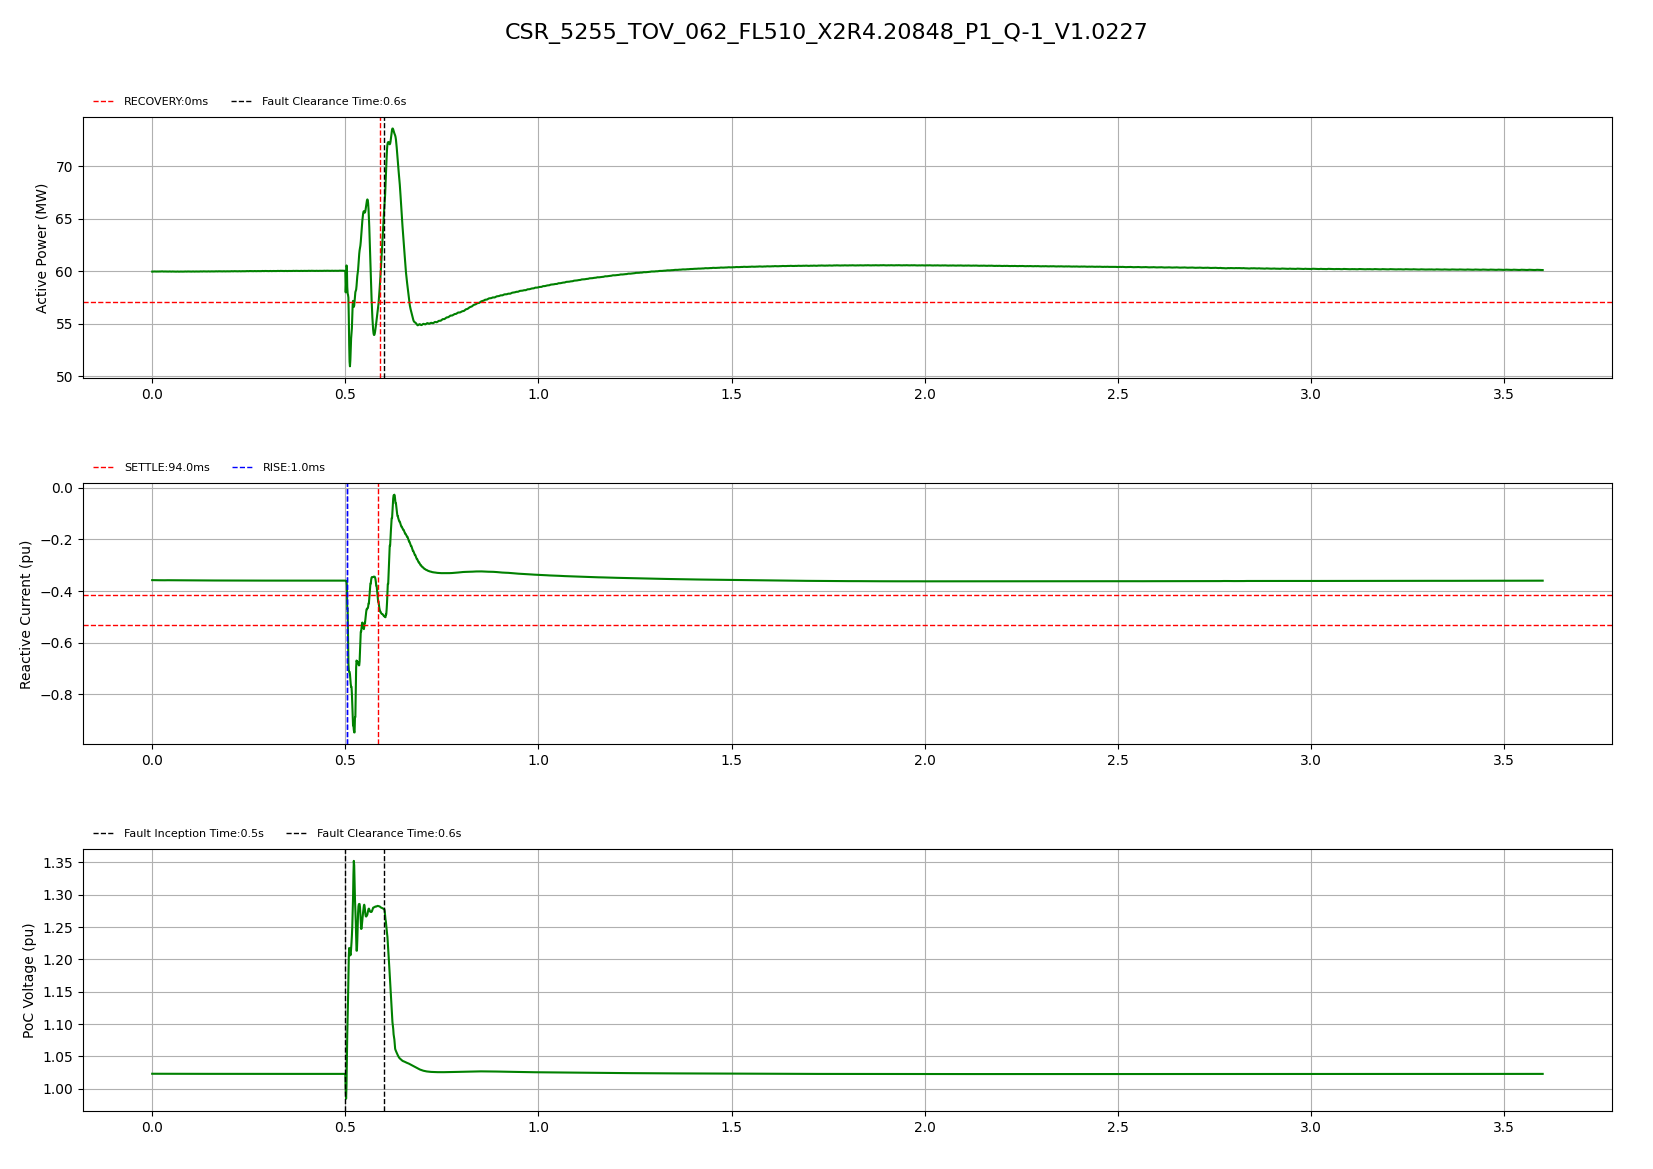 CSR_5255_TOV_062_FL510_X2R4.20848_P1_Q-1_V1.0227
RECOVERY:0ms Fault Clearance Time:0.6s
Active Power (MW)
70
65
60
55
50
0.0 0.5 1.0 1.5 2.0 2.5 3.0 3.5
SETTLE:94.0ms RISE:1.0ms
Reactive Current (pu)
0.0
−0.2
−0.4
−0.6
−0.8
0.0 0.5 1.0 1.5 2.0 2.5 3.0 3.5
Fault Inception Time:0.5s Fault Clearance Time:0.6s
PoC Voltage (pu)
1.35
1.30
1.25
1.20
1.15
1.10
1.05
1.00
0.0 0.5 1.0 1.5 2.0 2.5 3.0 3.5